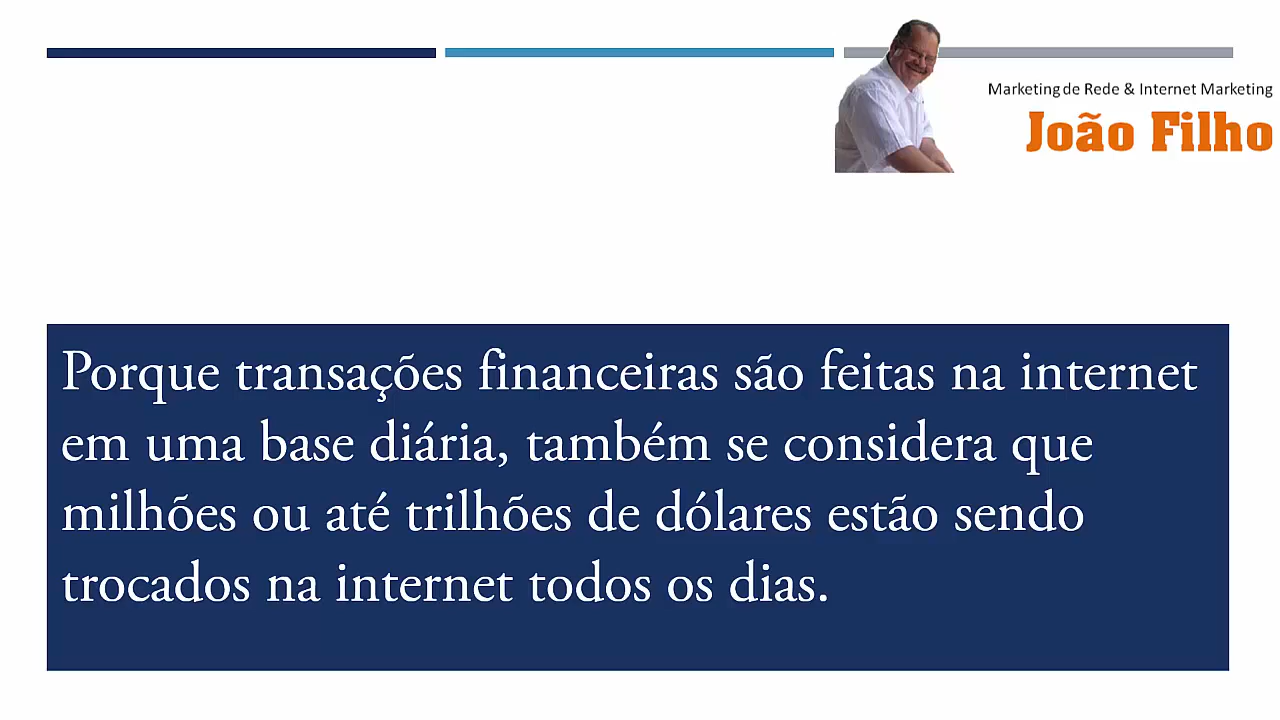 Marketing de Rede & Internet Marketing
João Filho
Porque transações financeiras são feitas na internet
em uma base diária, também se considera que
milhões ou até trilhões de dólares estão sendo
trocados na internet todos os dias.